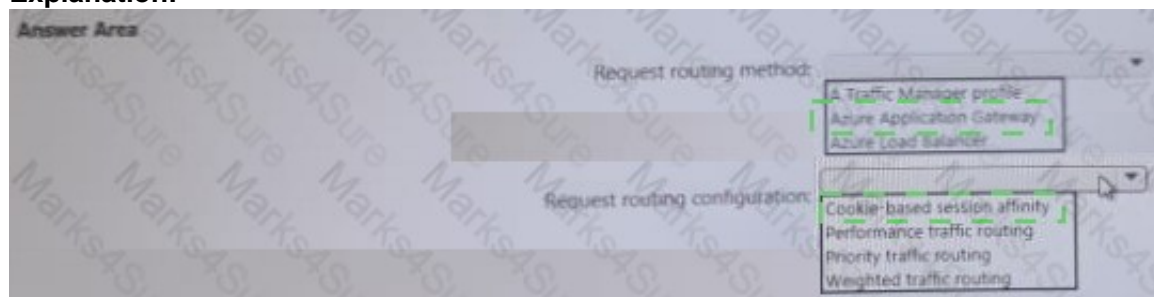 Explanation:
Answer Area
Request routing method:
A Traffic Manager profile
Azure Application Gateway
Azure Load Balancer
Request routing configuration:
Cookie-based session affinity
Performance traffic routing
Priority traffic routing
Weighted traffic routing
Marks4Sure